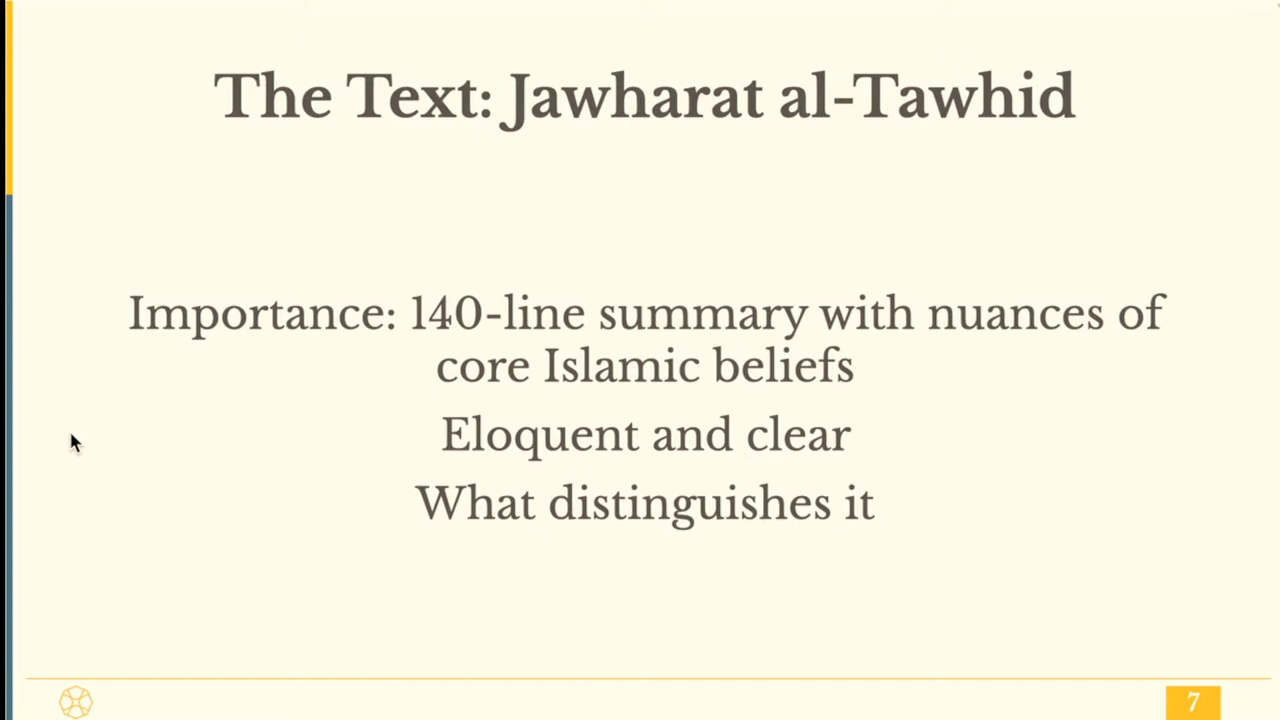 The Text: Jawharat al-Tawhid
Importance: 140-line summary with nuances of
core Islamic beliefs
Eloquent and clear
What distinguishes it
7